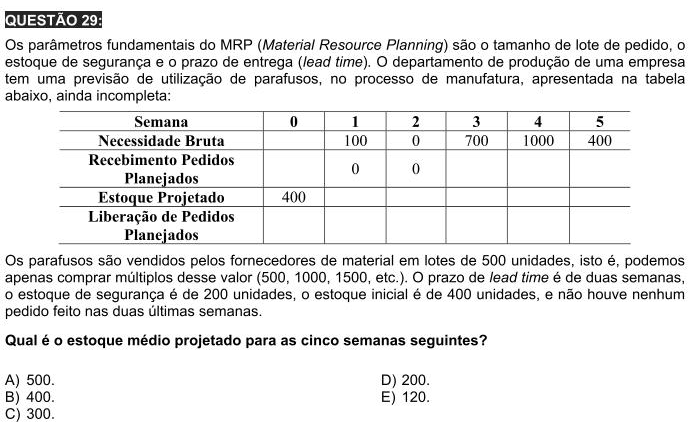 QUESTÃO 29:
Os parâmetros fundamentais do MRP (Material Resource Planning) são o tamanho de lote de pedido, o
estoque de segurança e o prazo de entrega (lead time). O departamento de produção de uma empresa
tem uma previsão de utilização de parafusos, no processo de manufatura, apresentada na tabela
abaixo, ainda incompleta:
Semana 0 1 2 3 4 5
Necessidade Bruta 100 0 700 1000 400
Recebimento Pedidos
Planejados 0 0
Estoque Projetado 400
Liberação de Pedidos
Planejados
Os parafusos são vendidos pelos fornecedores de material em lotes de 500 unidades, isto é, podemos
apenas comprar múltiplos desse valor (500, 1000, 1500, etc.). O prazo de lead time é de duas semanas,
o estoque de segurança é de 200 unidades, o estoque inicial é de 400 unidades, e não houve nenhum
pedido feito nas duas últimas semanas.
Qual é o estoque médio projetado para as cinco semanas seguintes?
A) 500.
B) 400.
C) 300.
D) 200.
E) 120.